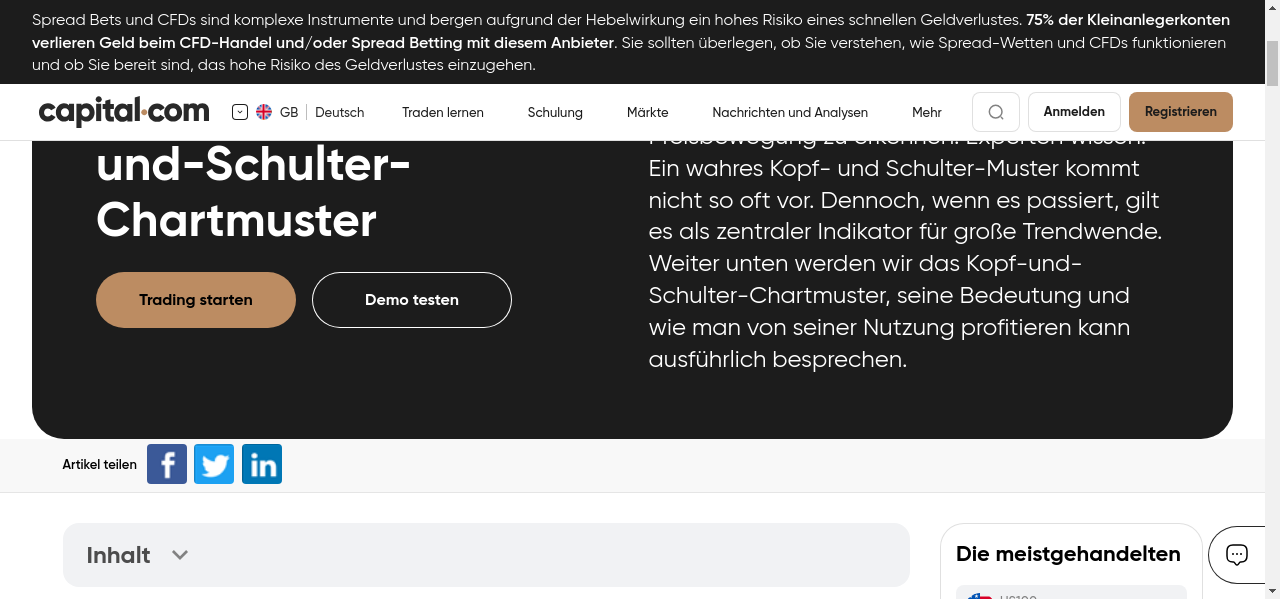 Spread Bets und CFDs sind komplexe Instrumente und bergen aufgrund der Hebelwirkung ein hohes Risiko eines schnellen Geldverlustes. 75% der Kleinanlegerkonten
verlieren Geld beim CFD-Handel und/oder Spread Betting mit diesem Anbieter. Sie sollten überlegen, ob Sie verstehen, wie Spread-Wetten und CFDs funktionieren
und ob Sie bereit sind, das hohe Risiko des Geldverlustes einzugehen.
capital.com GB Deutsch Traden lernen Schulung Märkte Nachrichten und Analysen Mehr Anmelden Registrieren
und-Schulter-
Chartmuster
Trading starten Demo testen
Preisbewegung zu erkennen. Experten wissen:
Ein wahres Kopf- und Schulter-Muster kommt
nicht so oft vor. Dennoch, wenn es passiert, gilt
es als zentraler Indikator für große Trendwende.
Weiter unten werden wir das Kopf-und-
Schulter-Chartmuster, seine Bedeutung und
wie man von seiner Nutzung profitieren kann
ausführlich besprechen.
Artikel teilen
Inhalt
Die meistgehandelten
US100